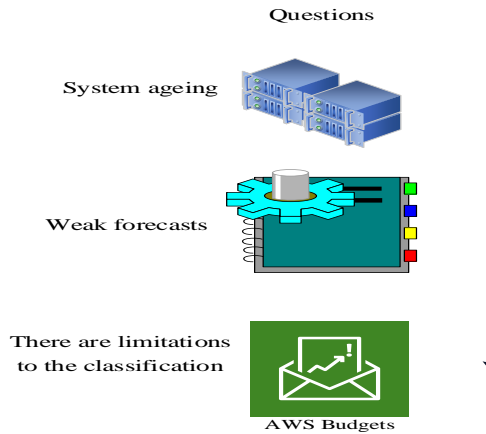 Questions
System ageing
Weak forecasts
There are limitations
to the classification
AWS Budgets